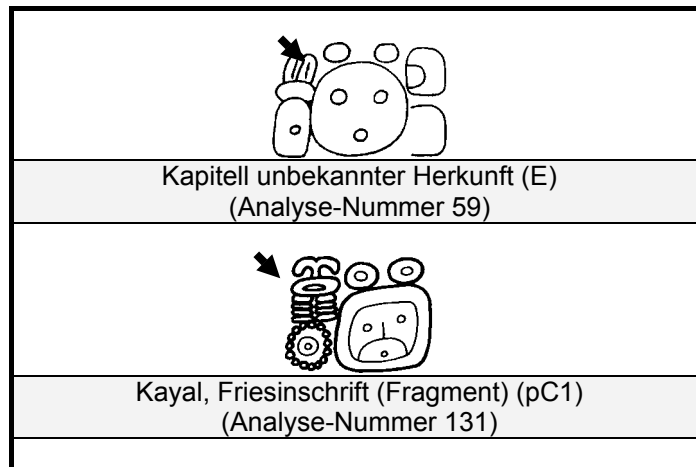 Kapitell unbekannter Herkunft (E)
(Analyse-Nummer 59)
Kayal, Friesinschrift (Fragment) (pC1)
(Analyse-Nummer 131)